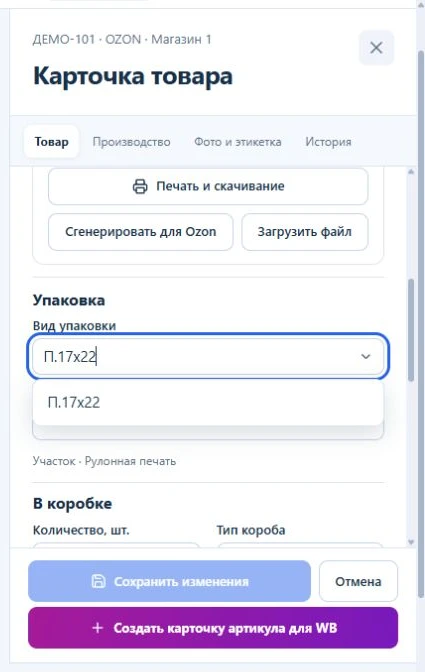 ДЕМО-101 · OZON · Магазин 1
Карточка товара
Товар Производство Фото и этикетка История
Печать и скачивание
Сгенерировать для Ozon Загрузить файл
Упаковка
Вид упаковки
П.17х22
П.17х22
Участок · Рулонная печать
В коробке
Количество, шт. Тип короба
Сохранить изменения Отмена
+ Создать карточку артикула для WB